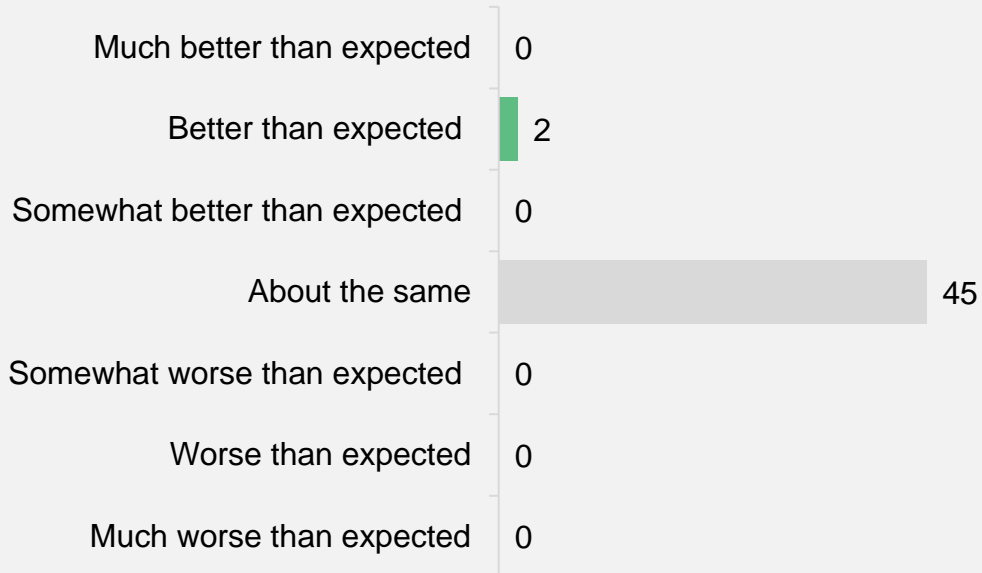 Much better than expected 0
Better than expected 2
Somewhat better than expected 0
About the same 45
Somewhat worse than expected 0
Worse than expected 0
Much worse than expected 0